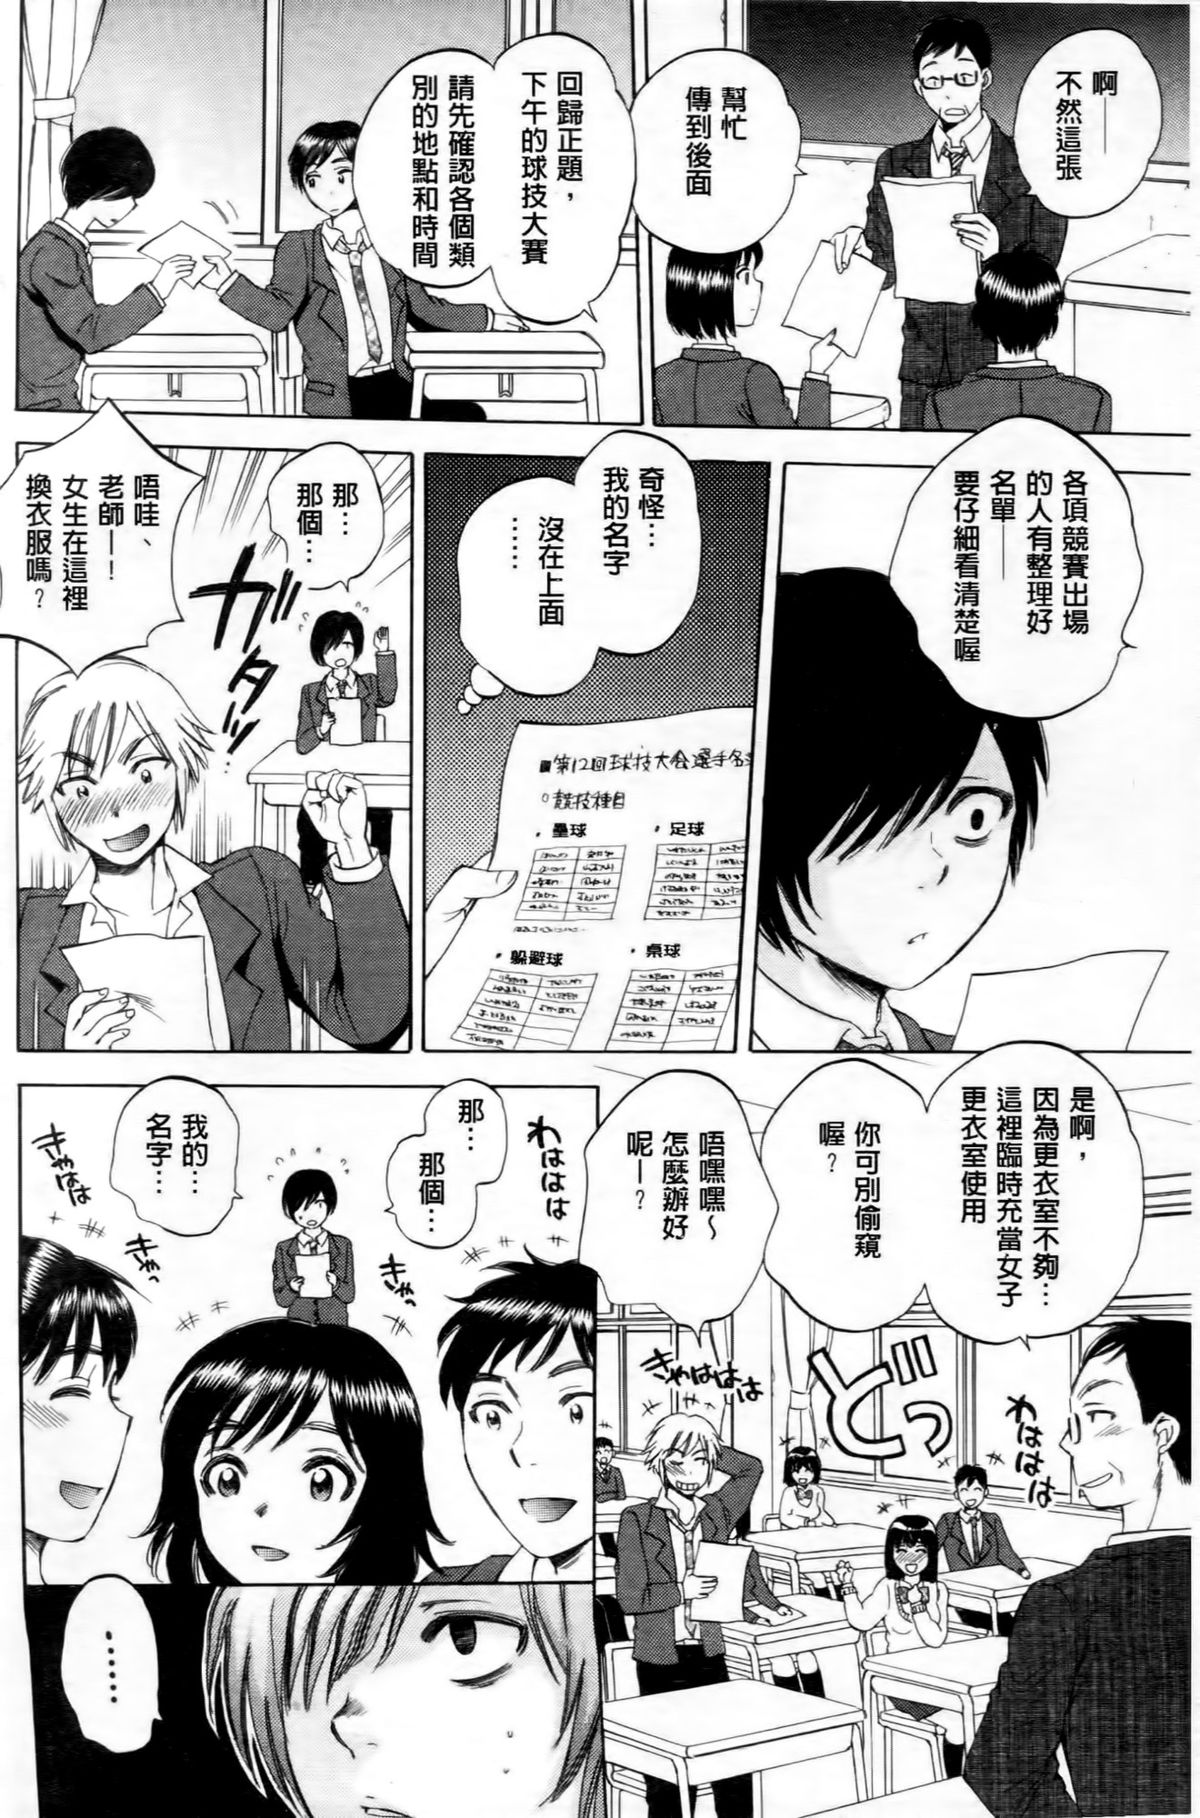 啊——
不然這張
幫忙
傳到後面
回歸正題，
下午的球技大賽
請先確認各個類
別的地點和時間
各項競賽出場
的人有整理好
名單——
要仔細看清楚喔
奇怪…
我的名字
沒在上面
……
■第12回球技大会選手名
○競技種目
・壘球
・足球
・躲避球
・桌球
那…
那個…
ガタッ
唔哇、
老師——！
女生在這裡
換衣服嗎？
是啊，
因為更衣室不夠…
這裡臨時充當女子
更衣室使用
你可別偷窺
喔？
唔嘿嘿～
怎麼辦好
呢—？
どっ
わははは
きゃはははは
わははは
那…
那個…
我的…
名字…
きゃはは
きゃっ
……